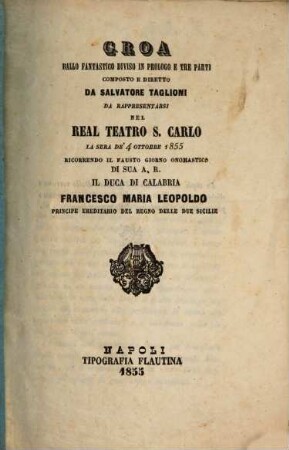 GROA
DALLO FANTASTICO DIVISO IN PROLOGO E TRE PARTI
COMPOSTO E DIRETTO
DA SALVATORE TAGLIONI
DA RAPPRESENTARSI
NEL
REAL TEATRO S. CARLO
LA SERA DE' 4 OTTOBRE 1855
RICORRENDO IL FAUSTO GIORNO ONOMASTICO
DI SUA A. R.
IL DUCA DI CALABRIA
FRANCESCO MARIA LEOPOLDO
PRINCIPE EREDITARIO DEL REGNO DELLE DUE SICILIE
NAPOLI
TIPOGRAFIA FLAUTINA
1855